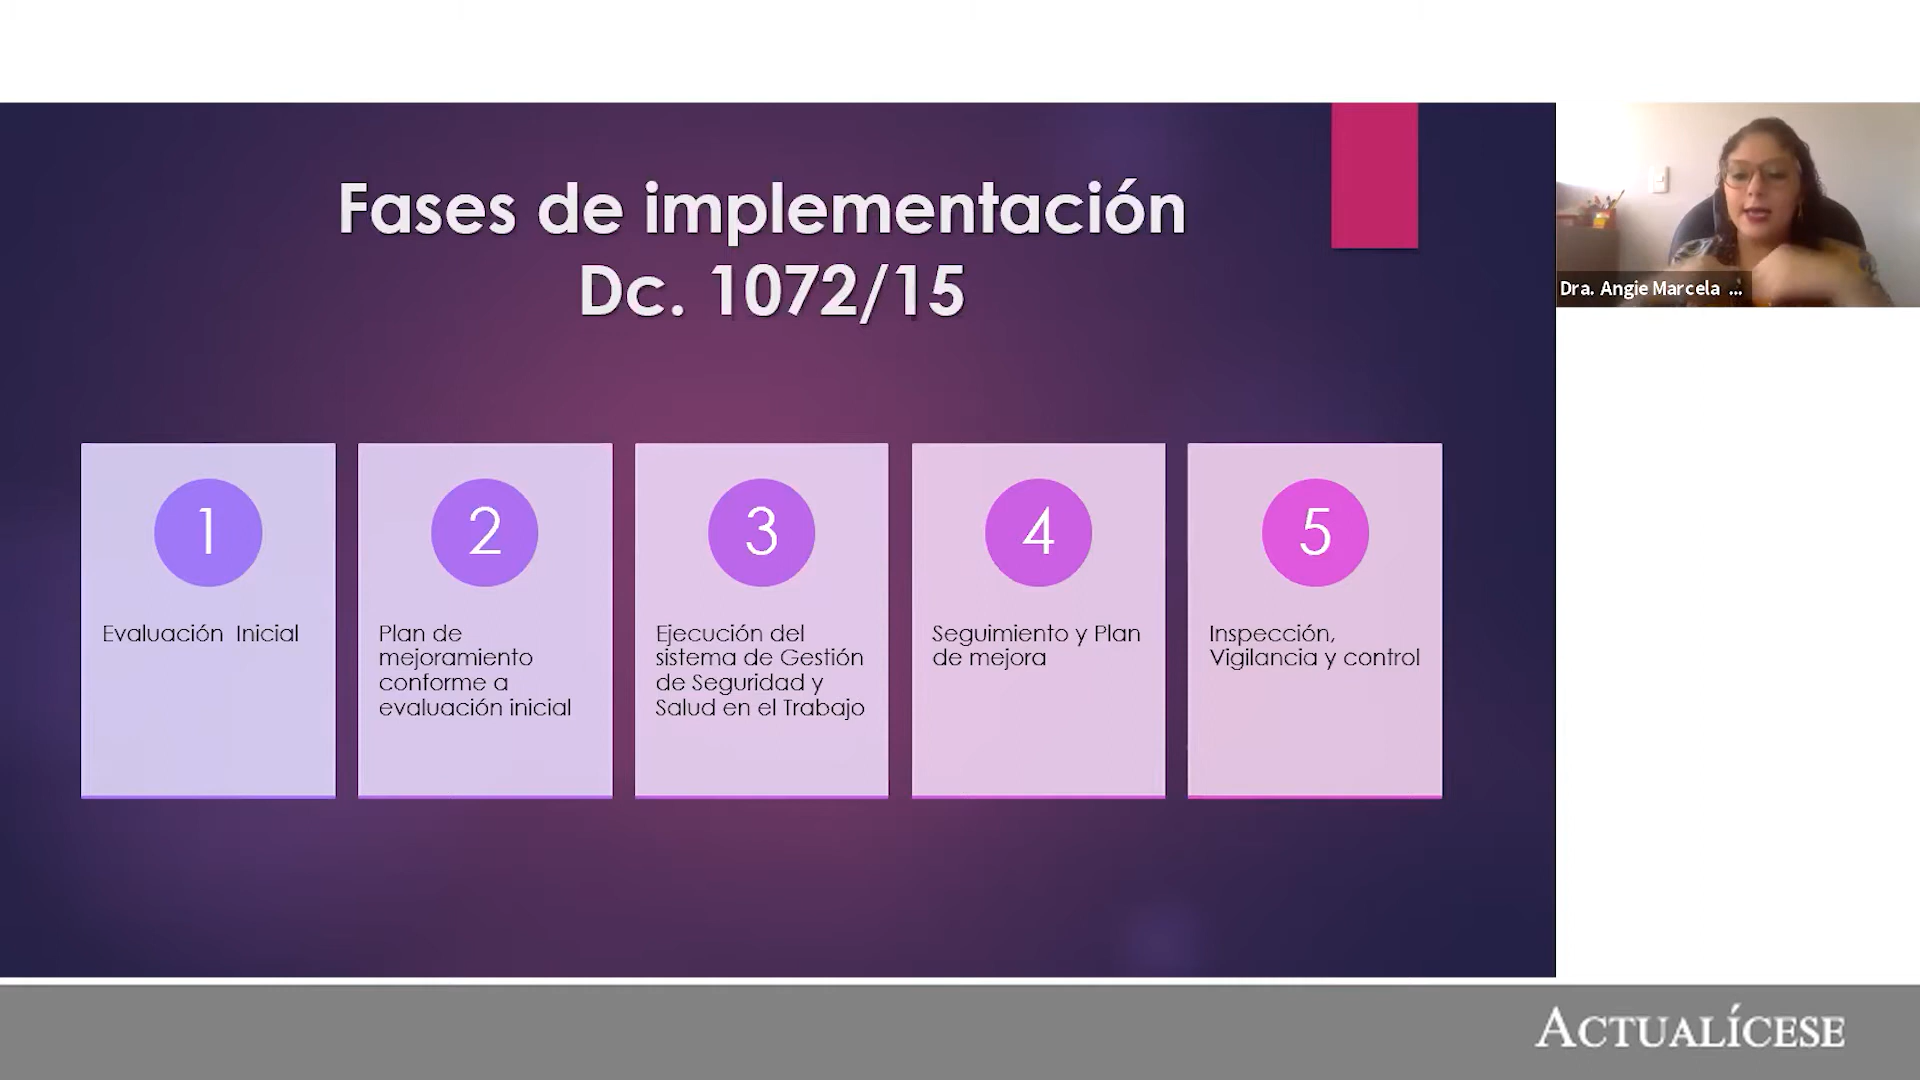 Fases de implementación
Dc. 1072/15
1
Evaluación Inicial
2
Plan de
mejoramiento
conforme a
evaluación inicial
3
Ejecución del
sistema de Gestión
de Seguridad y
Salud en el Trabajo
4
Seguimiento y Plan
de mejora
5
Inspección,
Vigilancia y control
Dra. Angie Marcela ...
ACTUALÍCESE